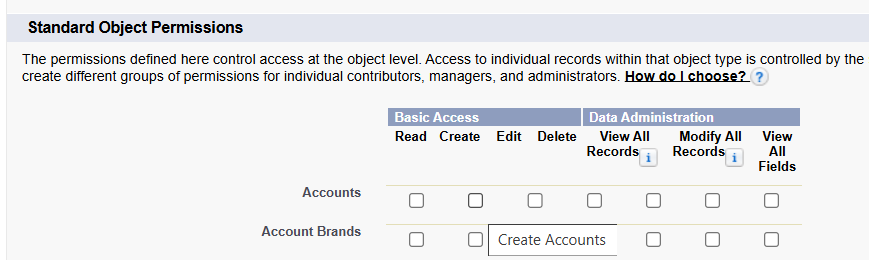 Standard Object Permissions
The permissions defined here control access at the object level. Access to individual records within that object type is controlled by the
create different groups of permissions for individual contributors, managers, and administrators. How do I choose? ?
Basic Access Data Administration
Read Create Edit Delete View All Records i Modify All Records i View All Fields
Accounts
Account Brands
Create Accounts